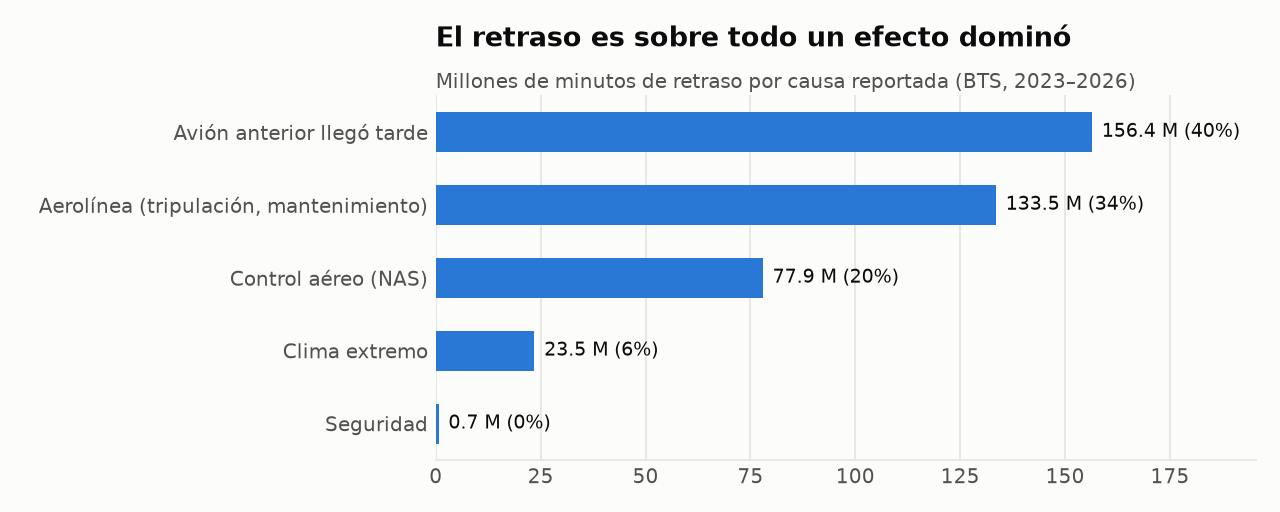 El retraso es sobre todo un efecto dominó
Millones de minutos de retraso por causa reportada (BTS, 2023–2026)
Avión anterior llegó tarde 156.4 M (40%)
Aerolínea (tripulación, mantenimiento) 133.5 M (34%)
Control aéreo (NAS) 77.9 M (20%)
Clima extremo 23.5 M (6%)
Seguridad 0.7 M (0%)
0 25 50 75 100 125 150 175